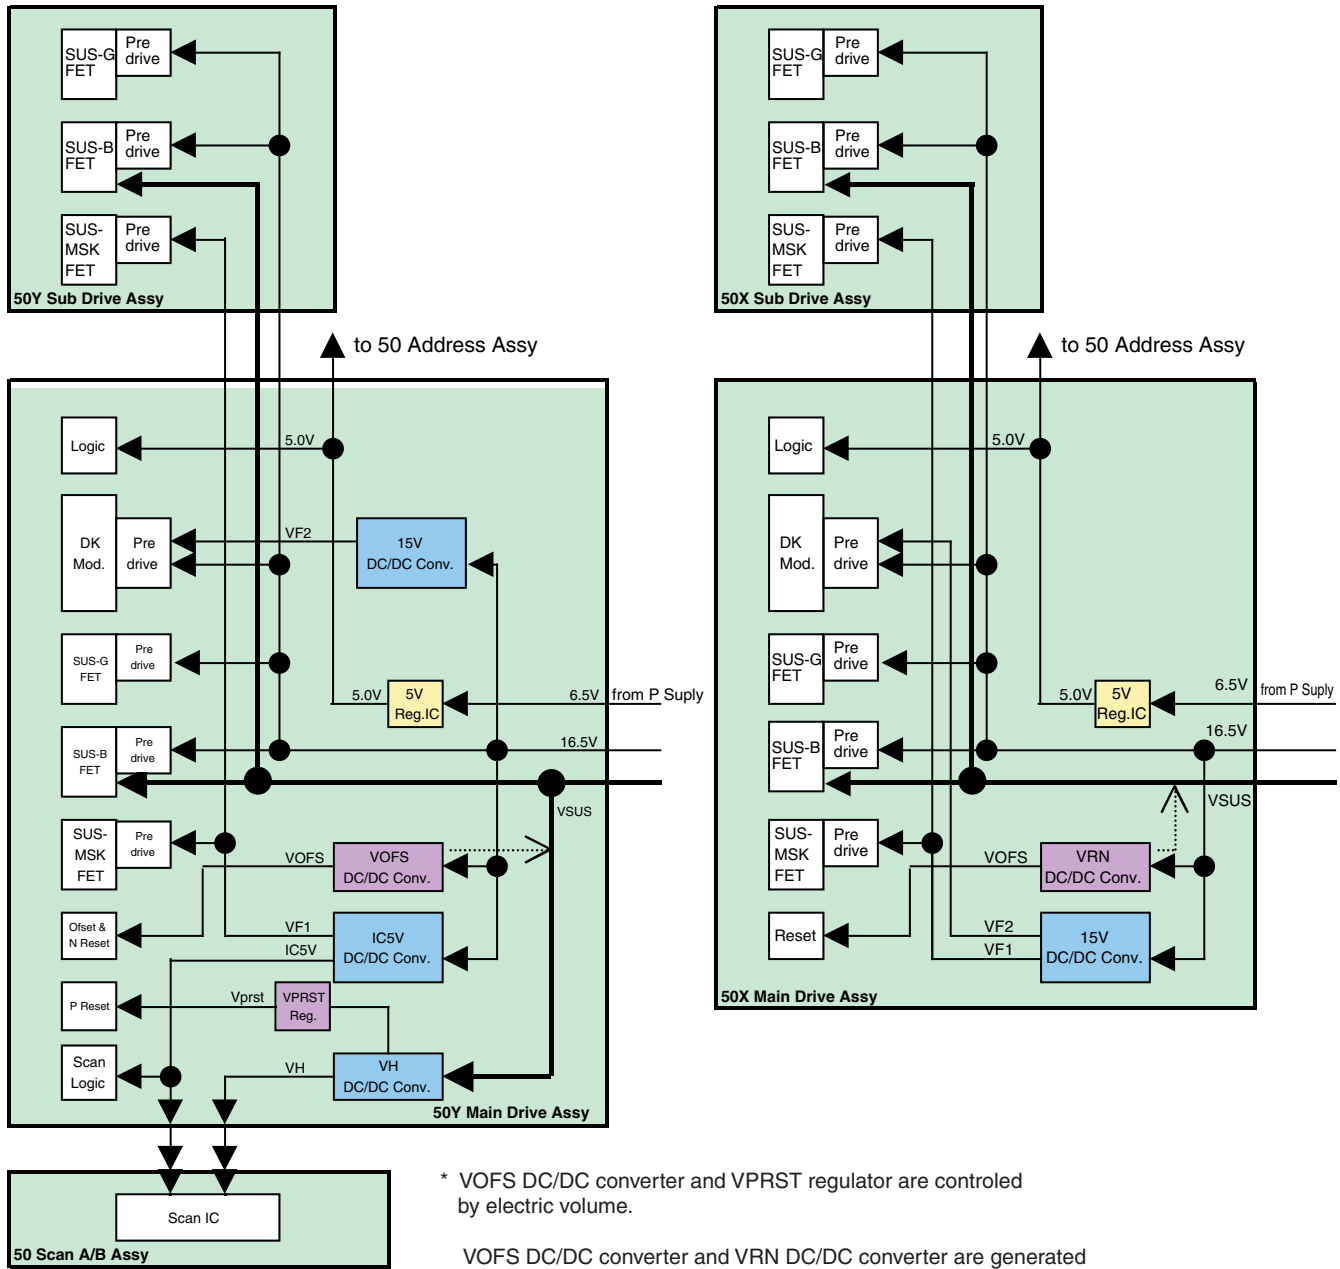 SUS-G
FET
Pre
drive
SUS-B
FET
Pre
drive
SUS-
MSK
FET
Pre
drive
50Y Sub Drive Assy
SUS-G
FET
Pre
drive
SUS-B
FET
Pre
drive
SUS-
MSK
FET
Pre
drive
50X Sub Drive Assy
to 50 Address Assy
Logic
5.0V
DK
Mod.
Pre
drive
VF2
15V
DC/DC Conv.
SUS-G
FET
Pre
drive
5.0V
5V
Reg.IC
6.5V
from P Suply
16.5V
SUS-B
FET
Pre
drive
VSUS
SUS-
MSK
FET
Pre
drive
VOFS
VOFS
DC/DC Conv.
Ofset &
N Reset
VF1
IC5V
IC5V
DC/DC Conv.
P Reset
Vprst
VPRST
Reg.
Scan
Logic
VH
VH
DC/DC Conv.
50Y Main Drive Assy
Scan IC
50 Scan A/B Assy
to 50 Address Assy
Logic
5.0V
DK
Mod.
Pre
drive
SUS-G
FET
Pre
drive
5.0V
5V
Reg.IC
6.5V
from P Suply
16.5V
SUS-B
FET
Pre
drive
VSUS
SUS-
MSK
FET
Pre
drive
VOFS
VRN
DC/DC Conv.
Reset
VF2
VF1
15V
DC/DC Conv.
50X Main Drive Assy
* VOFS DC/DC converter and VPRST regulator are controled
by electric volume.
VOFS DC/DC converter and VRN DC/DC converter are generated